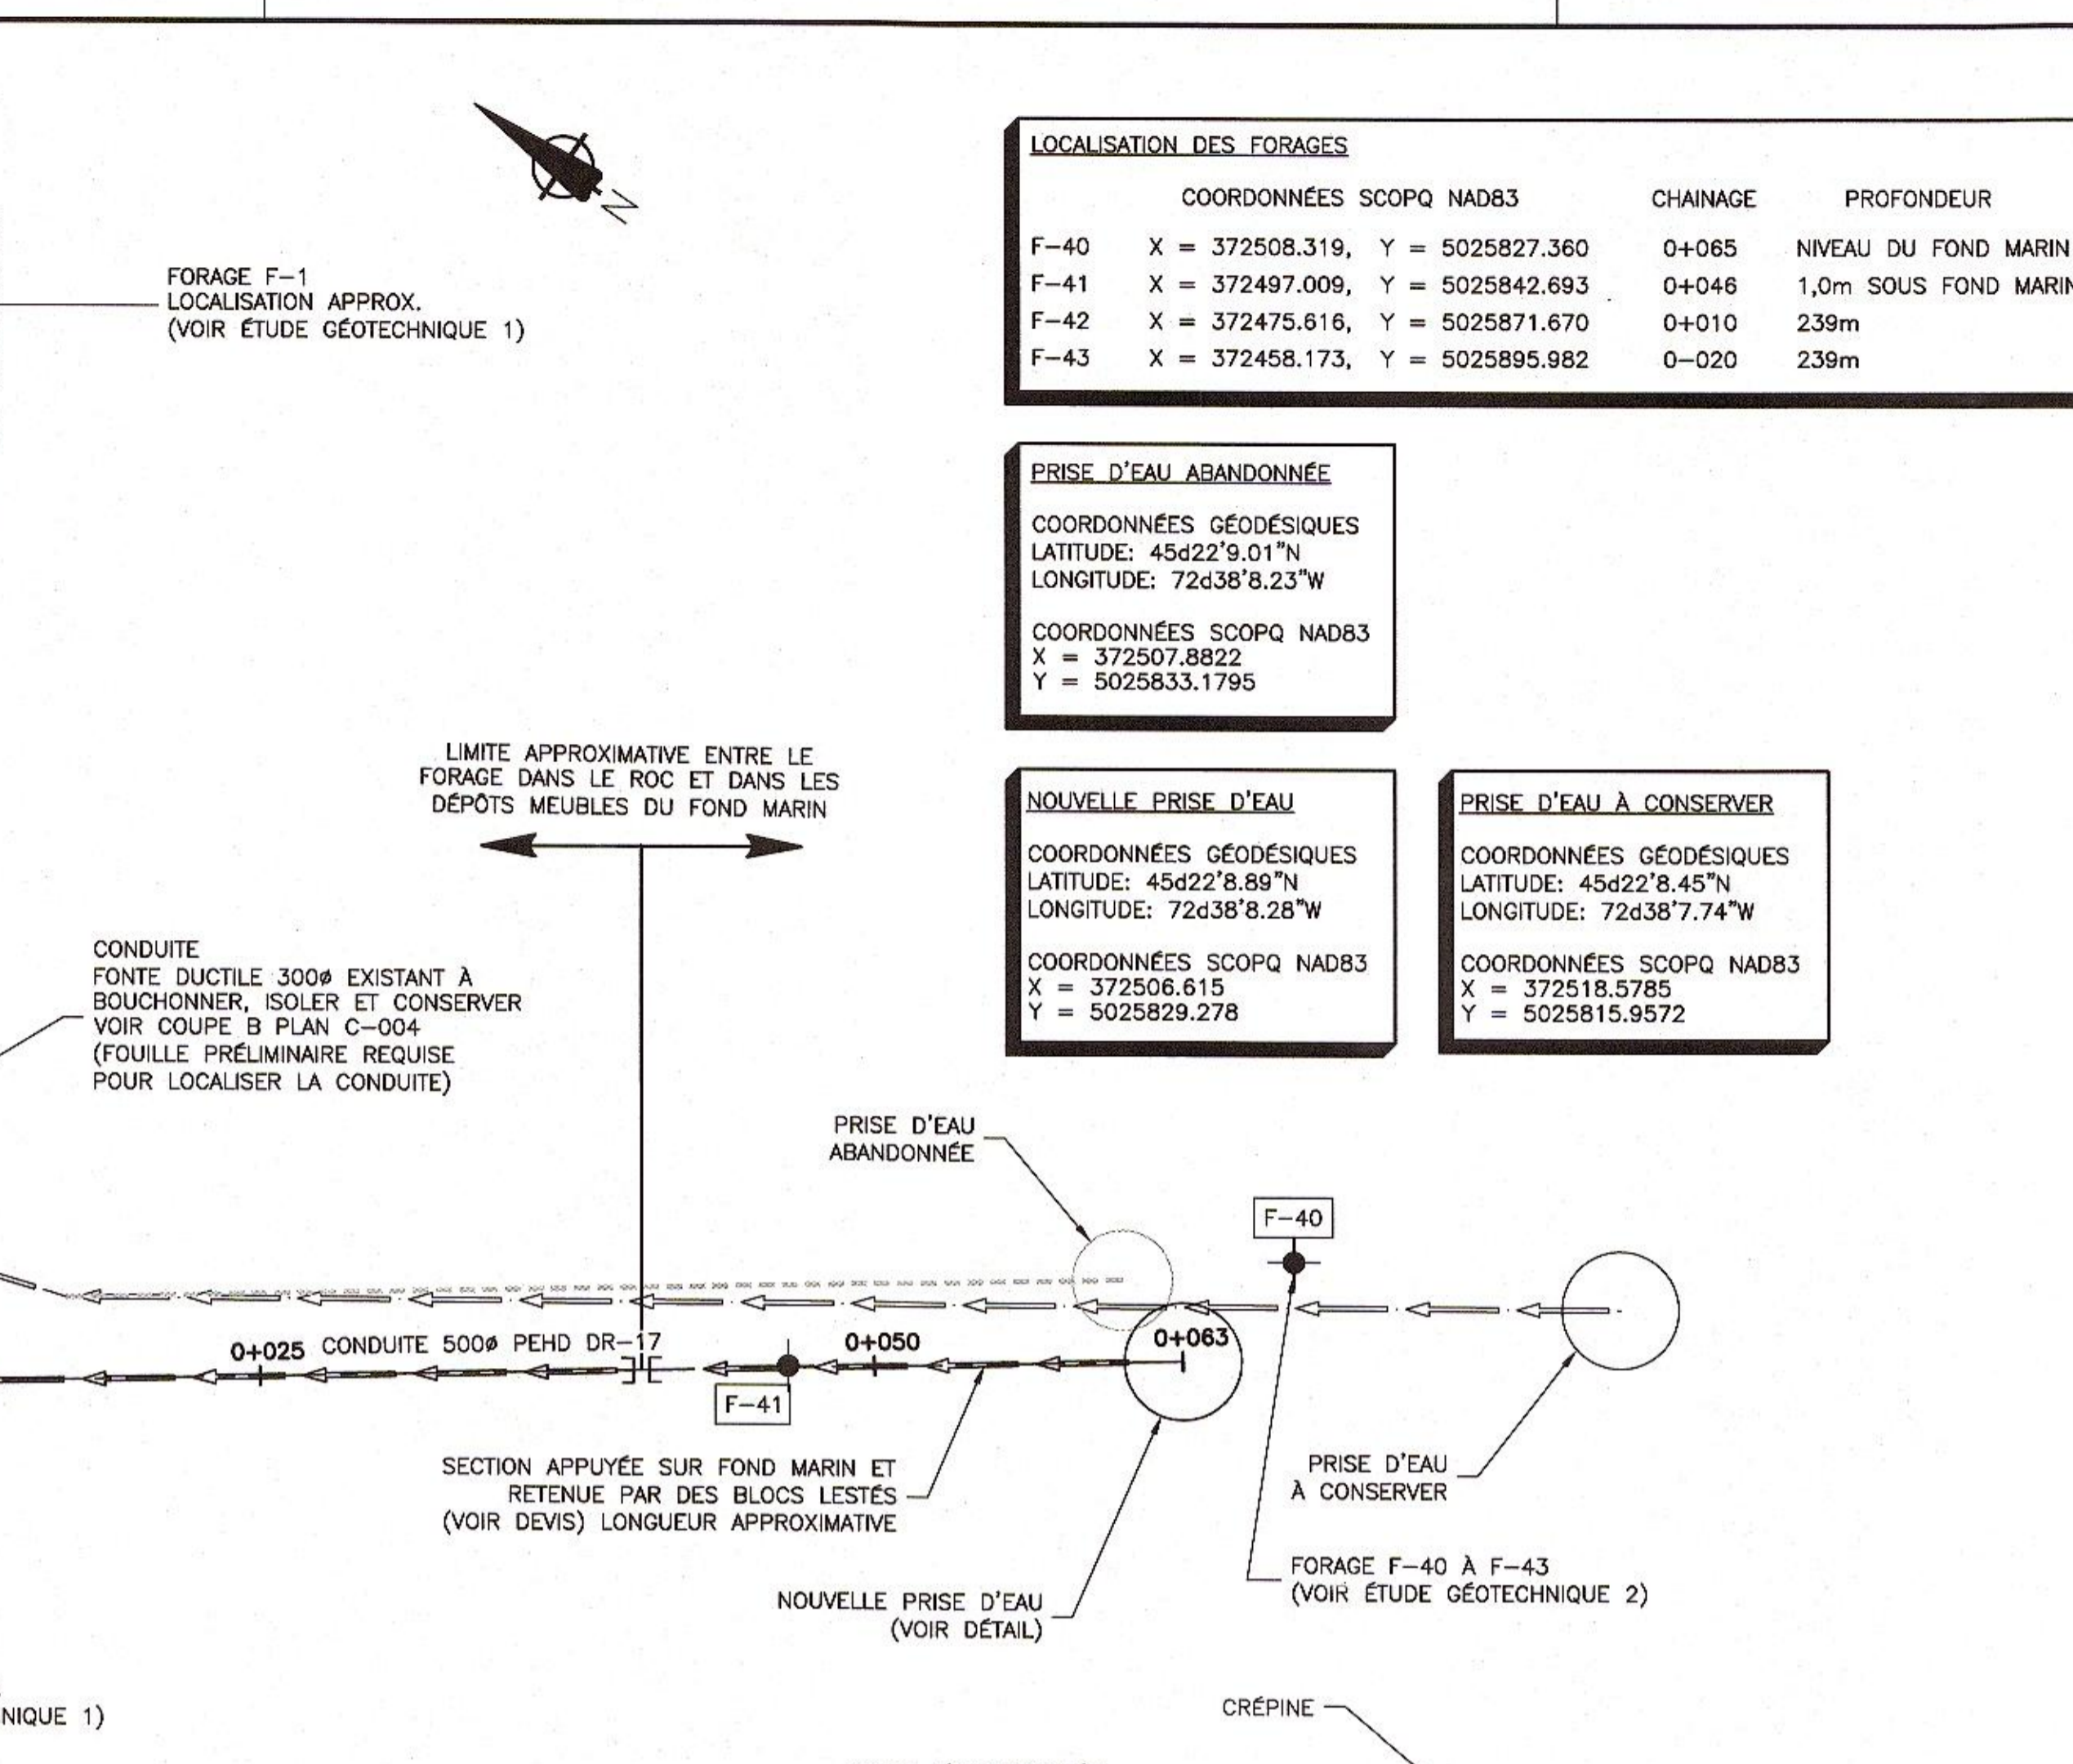 N
FORAGE F-1
LOCALISATION APPROX.
(VOIR ÉTUDE GÉOTECHNIQUE 1)
LOCALISATION DES FORAGES
COORDONNÉES SCOPQ NAD83 CHAINAGE PROFONDEUR
F-40 X = 372508.319, Y = 5025827.360 0+065 NIVEAU DU FOND MARIN
F-41 X = 372497.009, Y = 5025842.693 0+046 1,0m SOUS FOND MARIN
F-42 X = 372475.616, Y = 5025871.670 0+010 239m
F-43 X = 372458.173, Y = 5025895.982 0-020 239m
PRISE D'EAU ABANDONNÉE
COORDONNÉES GÉODÉSIQUES
LATITUDE: 45d22'9.01"N
LONGITUDE: 72d38'8.23"W
COORDONNÉES SCOPQ NAD83
X = 372507.8822
Y = 5025833.1795
LIMITE APPROXIMATIVE ENTRE LE
FORAGE DANS LE ROC ET DANS LES
DÉPÔTS MEUBLES DU FOND MARIN
NOUVELLE PRISE D'EAU
COORDONNÉES GÉODÉSIQUES
LATITUDE: 45d22'8.89"N
LONGITUDE: 72d38'8.28"W
COORDONNÉES SCOPQ NAD83
X = 372506.615
Y = 5025829.278
PRISE D'EAU À CONSERVER
COORDONNÉES GÉODÉSIQUES
LATITUDE: 45d22'8.45"N
LONGITUDE: 72d38'7.74"W
COORDONNÉES SCOPQ NAD83
X = 372518.5785
Y = 5025815.9572
CONDUITE
FONTE DUCTILE 300ø EXISTANT À
BOUCHONNER, ISOLER ET CONSERVER
VOIR COUPE B PLAN C-004
(FOUILLE PRÉLIMINAIRE REQUISE
POUR LOCALISER LA CONDUITE)
PRISE D'EAU
ABANDONNÉE
F-40
0+025 CONDUITE 500ø PEHD DR-17
0+050
0+063
F-41
SECTION APPUYÉE SUR FOND MARIN ET
RETENUE PAR DES BLOCS LESTÉS
(VOIR DEVIS) LONGUEUR APPROXIMATIVE
PRISE D'EAU
À CONSERVER
FORAGE F-40 À F-43
(VOIR ÉTUDE GÉOTECHNIQUE 2)
NOUVELLE PRISE D'EAU
(VOIR DÉTAIL)
NIQUE 1)
CRÉPINE